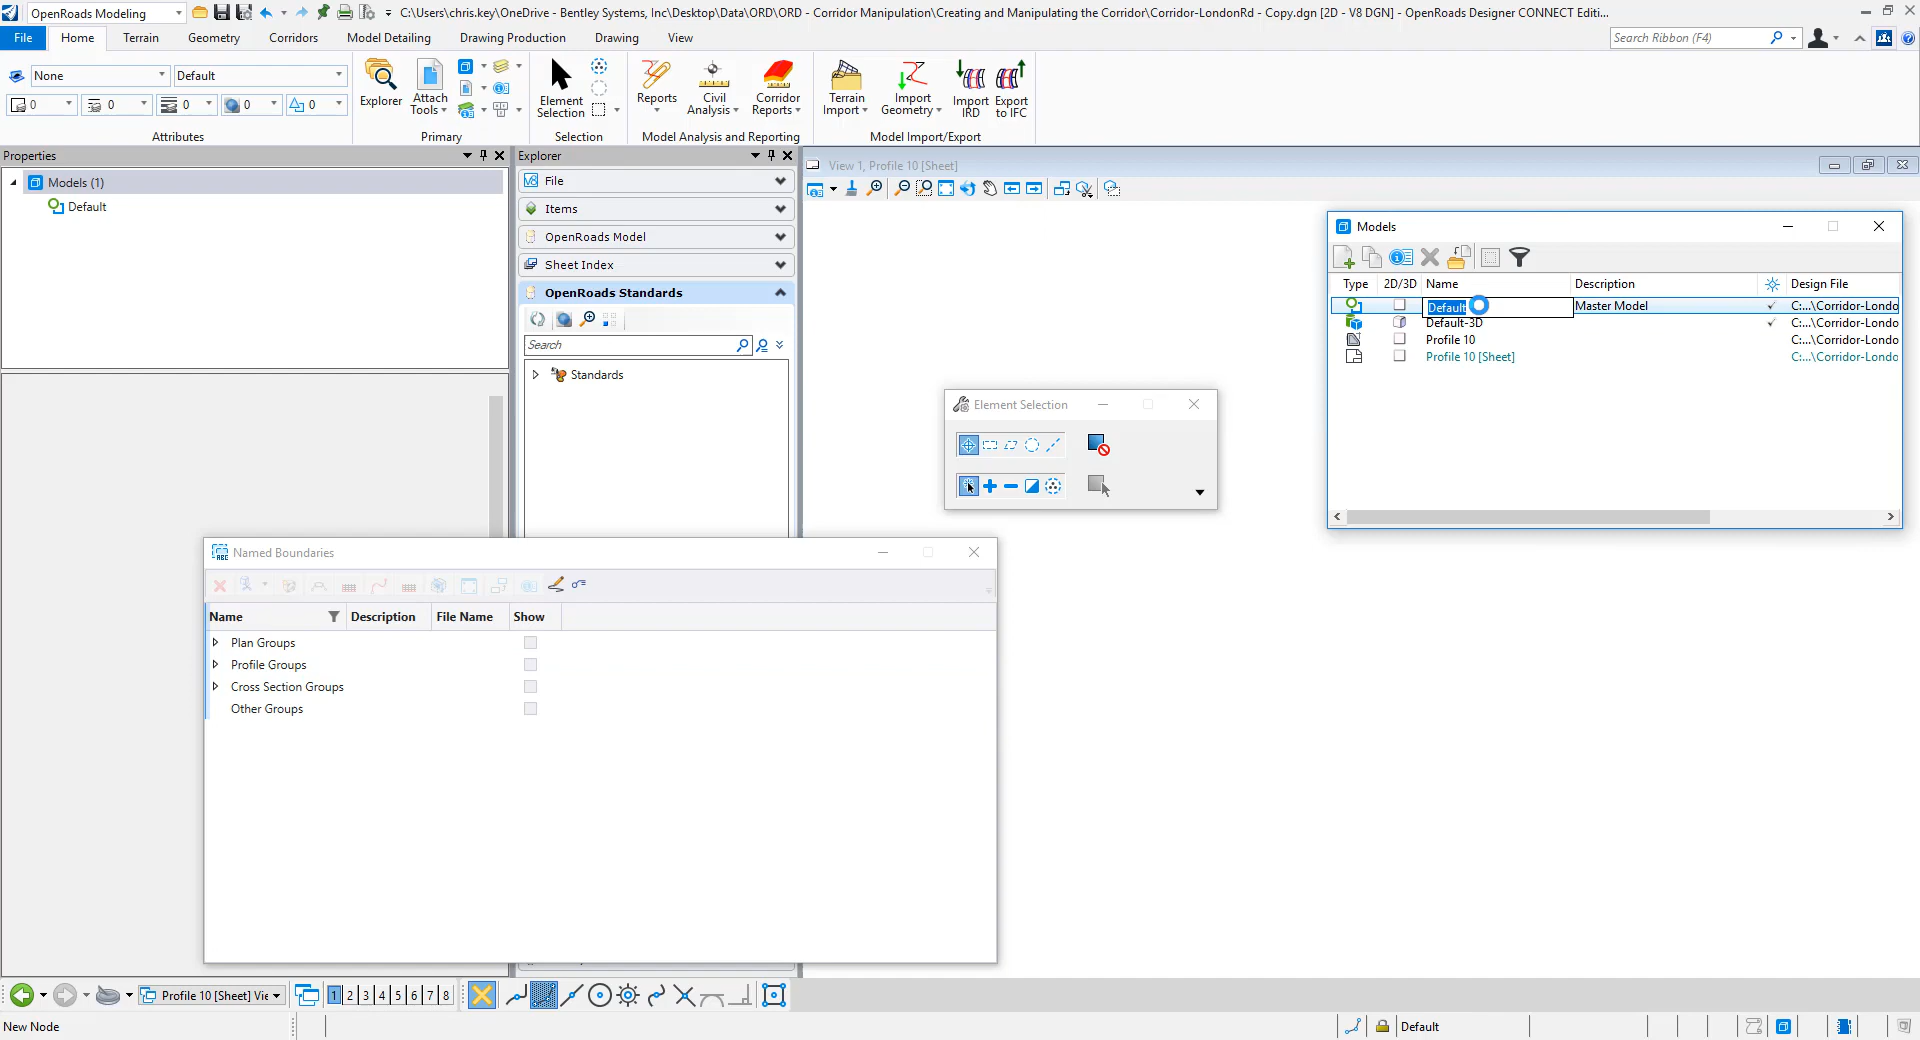 OpenRoads Modeling
C:\Users\chris.key\OneDrive - Bentley Systems, Inc\Desktop\Data\ORD\ORD - Corridor Manipulation\Creating and Manipulating the Corridor\Corridor-LondonRd - Copy.dgn [2D - V8 DGN] - OpenRoads Designer CONNECT Editi...
File Home Terrain Geometry Corridors Model Detailing Drawing Production Drawing View
Search Ribbon (F4)
None Default
0 0 0 0 0
Attributes
Explorer
Attach Tools
Primary
Element Selection
Selection
Reports
Civil Analysis
Corridor Reports
Model Analysis and Reporting
Terrain Import
Import Geometry
Import IRD
Export to IFC
Model Import/Export
Properties
Models (1)
Default
Explorer
File
Items
OpenRoads Model
Sheet Index
OpenRoads Standards
Search
Standards
View 1, Profile 10 [Sheet]
Models
Type 2D/3D Name Description Design File
Default Master Model C:...\Corridor-Londo
Default-3D C:...\Corridor-Londo
Profile 10 C:...\Corridor-Londo
Profile 10 [Sheet] C:...\Corridor-Londo
Element Selection
Named Boundaries
Name Description File Name Show
Plan Groups
Profile Groups
Cross Section Groups
Other Groups
Profile 10 [Sheet] Vie
1 2 3 4 5 6 7 8
New Node
Default